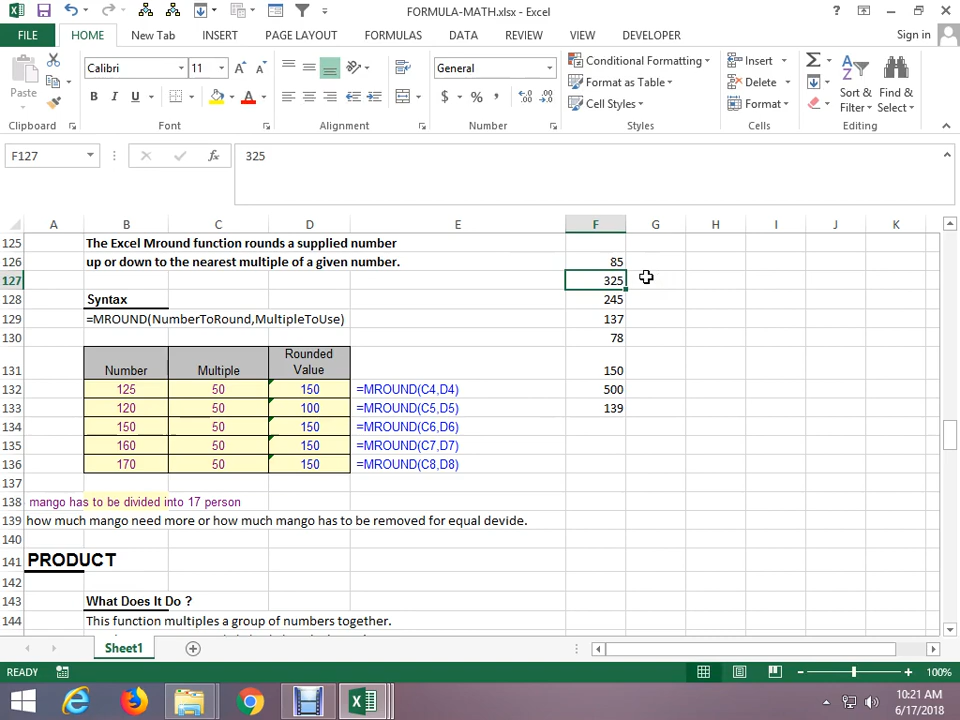 FORMULA-MATH.xlsx - Excel
FILE HOME New Tab INSERT PAGE LAYOUT FORMULAS DATA REVIEW VIEW DEVELOPER Sign in
Paste Calibri 11 General Conditional Formatting Format as Table Cell Styles Insert Delete Format Sort & Filter Find & Select
Clipboard Font Alignment Number Styles Cells Editing
F127 325
A B C D E F G H I J K
125 The Excel Mround function rounds a supplied number
126 up or down to the nearest multiple of a given number. 85
127 325
128 Syntax 245
129 =MROUND(NumberToRound,MultipleToUse) 137
130 78
131 Number Multiple Rounded Value 150
132 125 50 150 =MROUND(C4,D4) 500
133 120 50 100 =MROUND(C5,D5) 139
134 150 50 150 =MROUND(C6,D6)
135 160 50 150 =MROUND(C7,D7)
136 170 50 150 =MROUND(C8,D8)
137
138 mango has to be divided into 17 person
139 how much mango need more or how much mango has to be removed for equal devide.
140
141 PRODUCT
142
143 What Does It Do ?
144 This function multiples a group of numbers together.
Sheet1
READY 100%
10:21 AM
6/17/2018